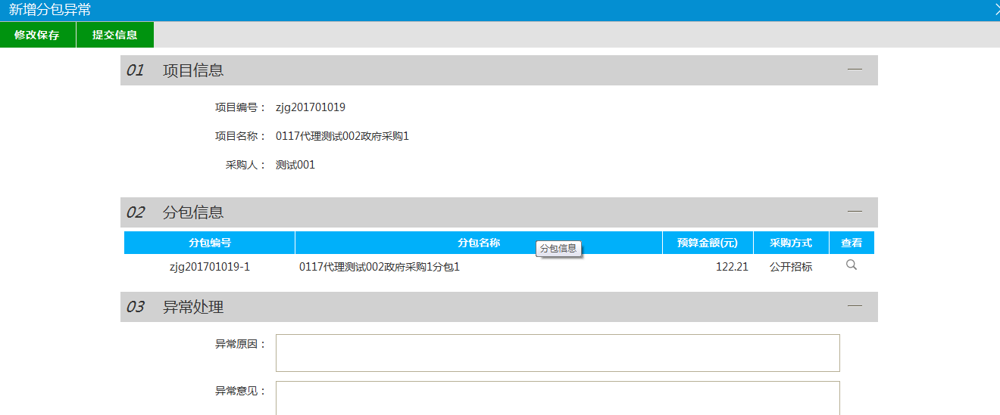 新增分包异常
修改保存 提交信息
01 项目信息
项目编号： zjg201701019
项目名称： 0117代理测试002政府采购1
采购人： 测试001
02 分包信息
分包编号 分包名称 预算金额(元) 采购方式 查看
分包信息
zjg201701019-1 0117代理测试002政府采购1分包1 122.21 公开招标
03 异常处理
异常原因：
异常意见：